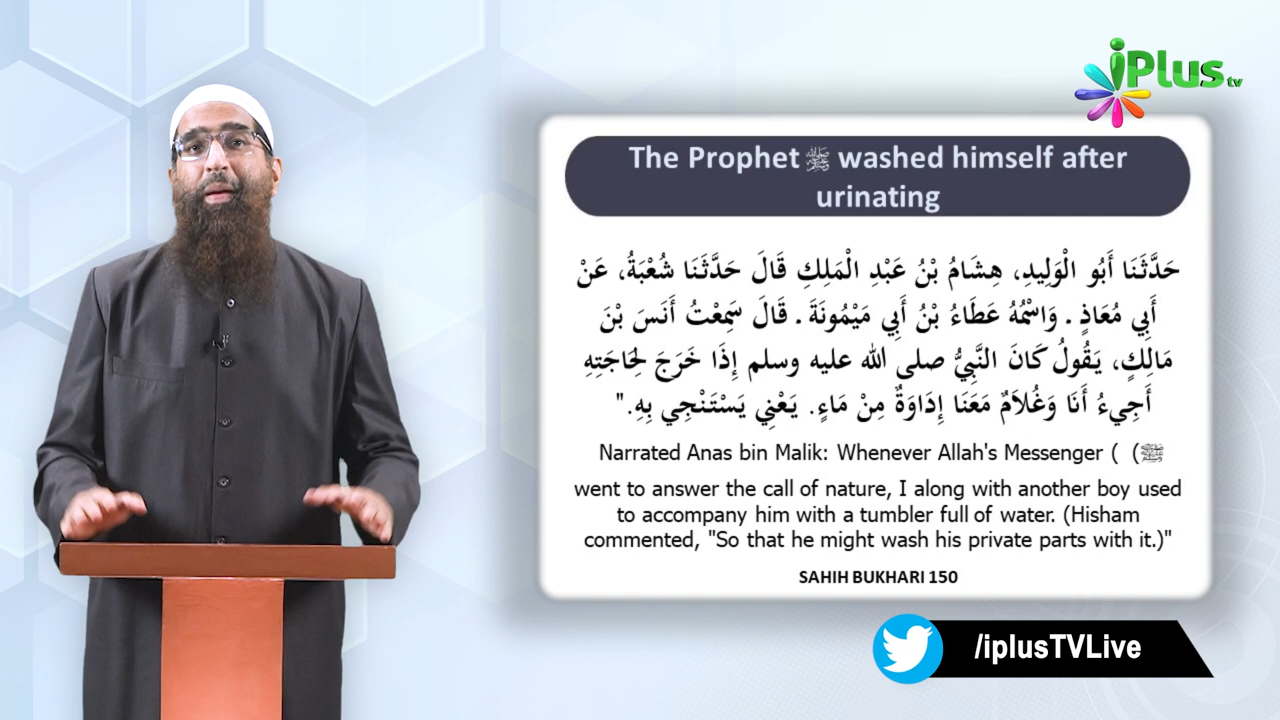 iPlus tv
The Prophet ﷺ washed himself after
urinating
حَدَّثَنَا أَبُو الْوَلِيدِ، هِشَامُ بْنُ عَبْدِ الْمَلِكِ قَالَ حَدَّثَنَا شُعْبَةُ، عَنْ
أَبِي مُعَاذٍ ـ وَاسْمُهُ عَطَاءُ بْنُ أَبِي مَيْمُونَةَ ـ قَالَ سَمِعْتُ أَنَسَ بْنَ
مَالِكٍ، يَقُولُ كَانَ النَّبِيُّ صلى الله عليه وسلم إِذَا خَرَجَ لِحَاجَتِهِ
أَجِيءُ أَنَا وَغُلاَمٌ مَعَنَا إِدَاوَةٌ مِنْ مَاءٍ. يَعْنِي يَسْتَنْجِي بِهِ."
Narrated Anas bin Malik: Whenever Allah's Messenger ( (ﷺ
went to answer the call of nature, I along with another boy used
to accompany him with a tumbler full of water. (Hisham
commented, "So that he might wash his private parts with it.)"
SAHIH BUKHARI 150
/iplusTVLive